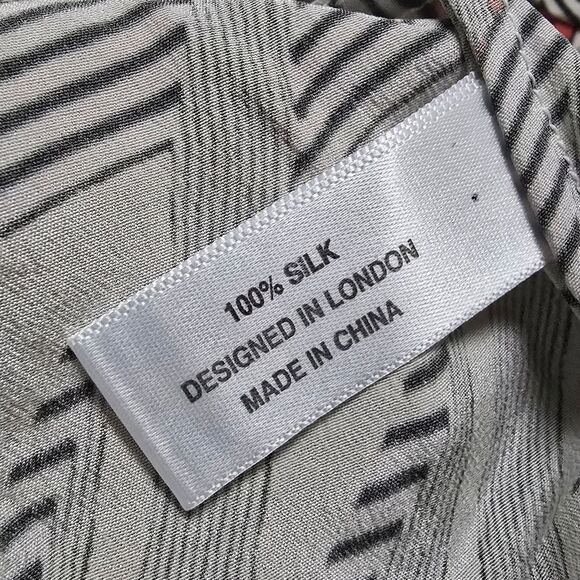 100% SILK
DESIGNED IN LONDON
MADE IN CHINA